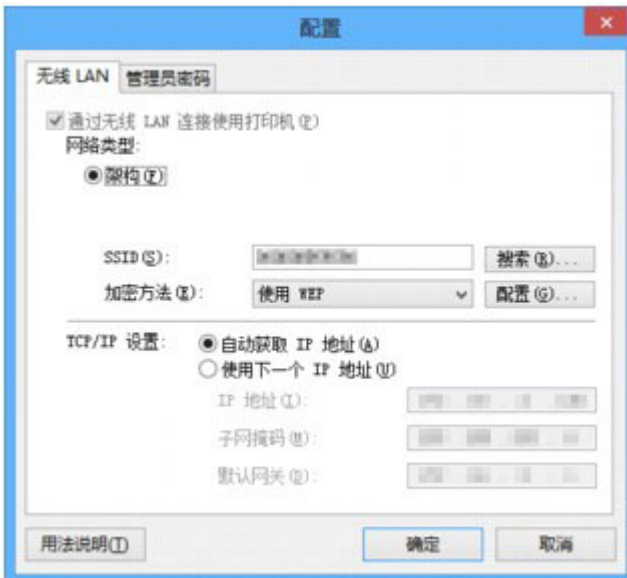 配置
无线 LAN 管理员密码
通过无线 LAN 连接使用打印机(P)
网络类型:
架构(F)
SSID(S): 搜索(R)...
加密方法(E): 使用 WEP 配置(G)...
TCP/IP 设置: 自动获取 IP 地址(A)
使用下一个 IP 地址(U)
IP 地址(I):
子网掩码(M):
默认网关(D):
用法说明(T) 确定 取消